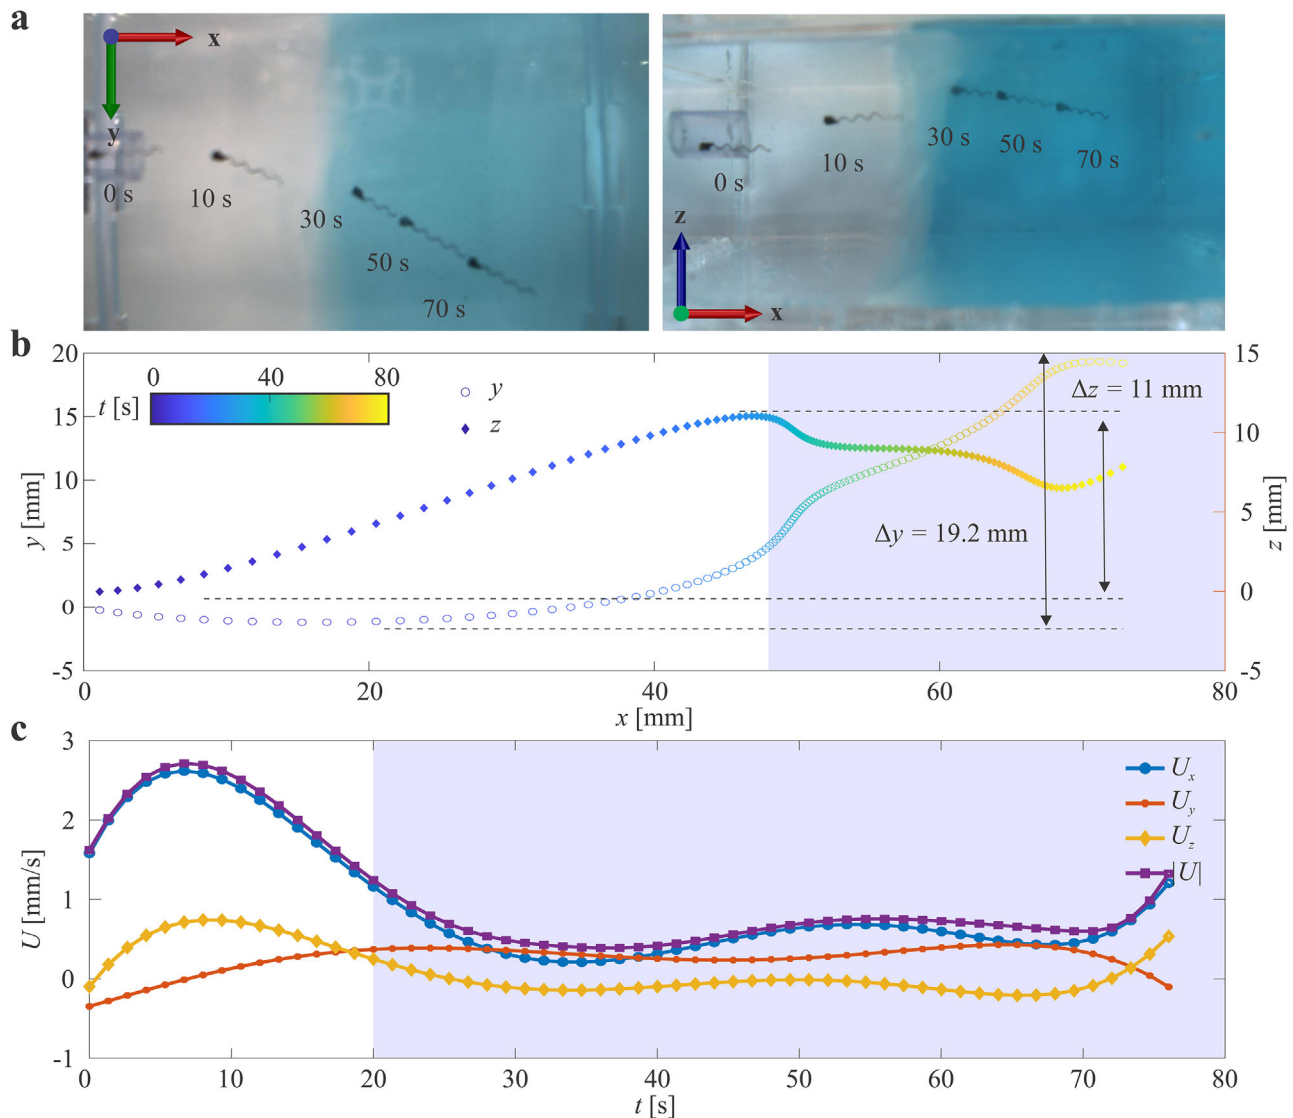 a
x
y
0 s
10 s
30 s
50 s
70 s
z
x
0 s
10 s
30 s
50 s
70 s
b
20
15
10
5
0
-5
y [mm]
0 40 80
t [s]
y
z
Δz = 11 mm
Δy = 19.2 mm
15
10
5
0
-5
z [mm]
0 20 40 60 80
x [mm]
c
3
2
1
0
-1
U [mm/s]
Uₓ
U_y
U_z
|U|
0 10 20 30 40 50 60 70 80
t [s]